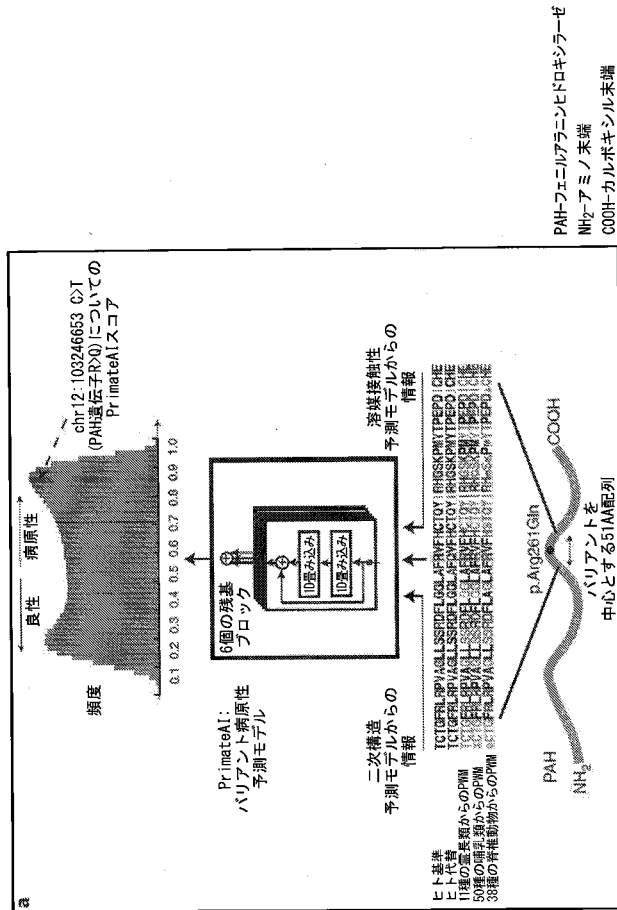 a
良性
病原性
chr12:103246653 C>T
(PAH遺伝子R>Q)についての
PrimateAIスコア
頻度
0.1 0.2 0.3 0.4 0.5 0.6 0.7 0.8 0.9 1.0
PrimateAI:
バリアント病原性
予測モデル
6個の残基
ブロック
1D畳み込み
1D畳み込み
二次構造
予測モデルからの
情報
溶媒接触性
予測モデルからの
情報
ヒト基準
ヒト代替
11種の霊長類からのPWM
50種の哺乳類からのPWM
38種の脊椎動物からのPWM
PAH
NH2
p.Arg261Gln
COOH
バリアントを
中心とする51AA配列
PAH-フェニルアラニンヒドロキシラーゼ
NH2-アミノ末端
COOH-カルボキシル末端